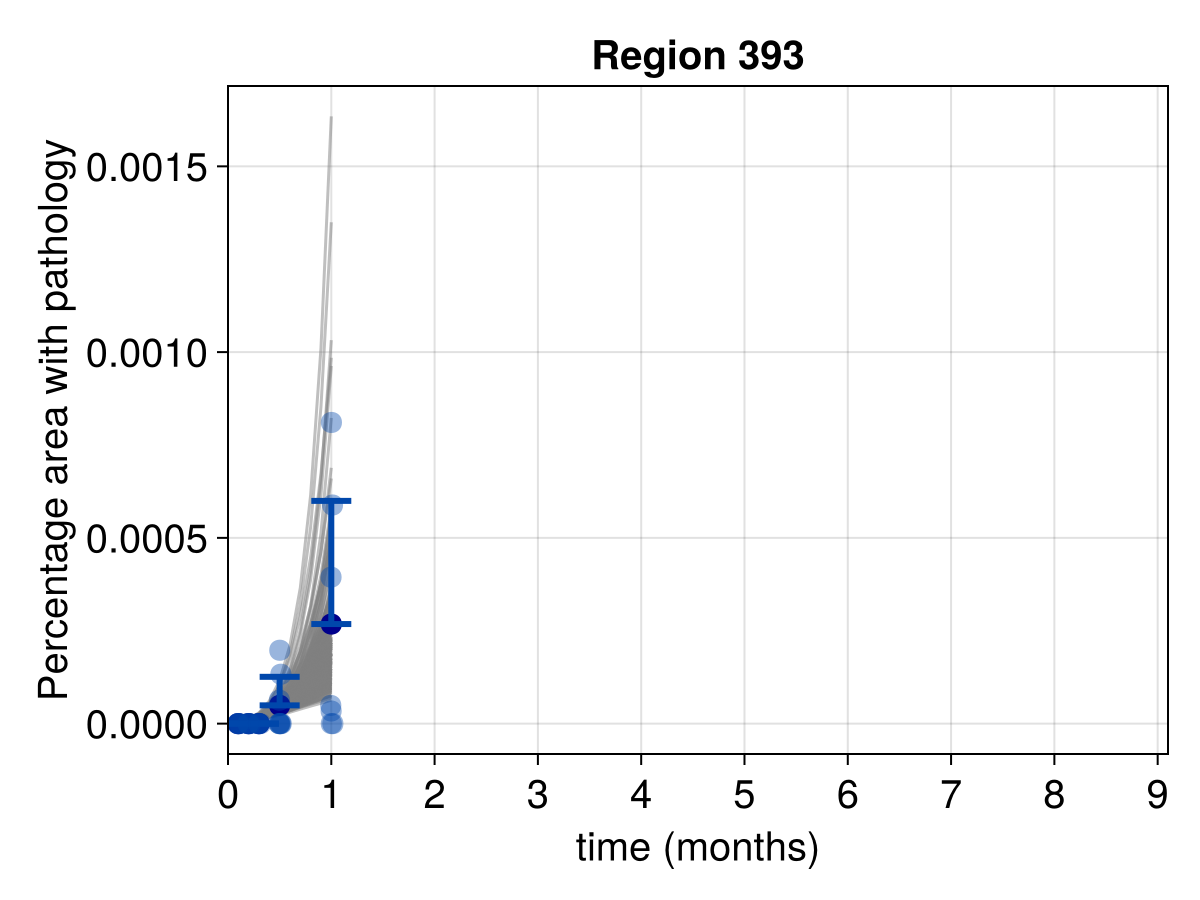 Region 393
Percentage area with pathology
0.0015
0.0010
0.0005
0.0000
0 1 2 3 4 5 6 7 8 9
time (months)